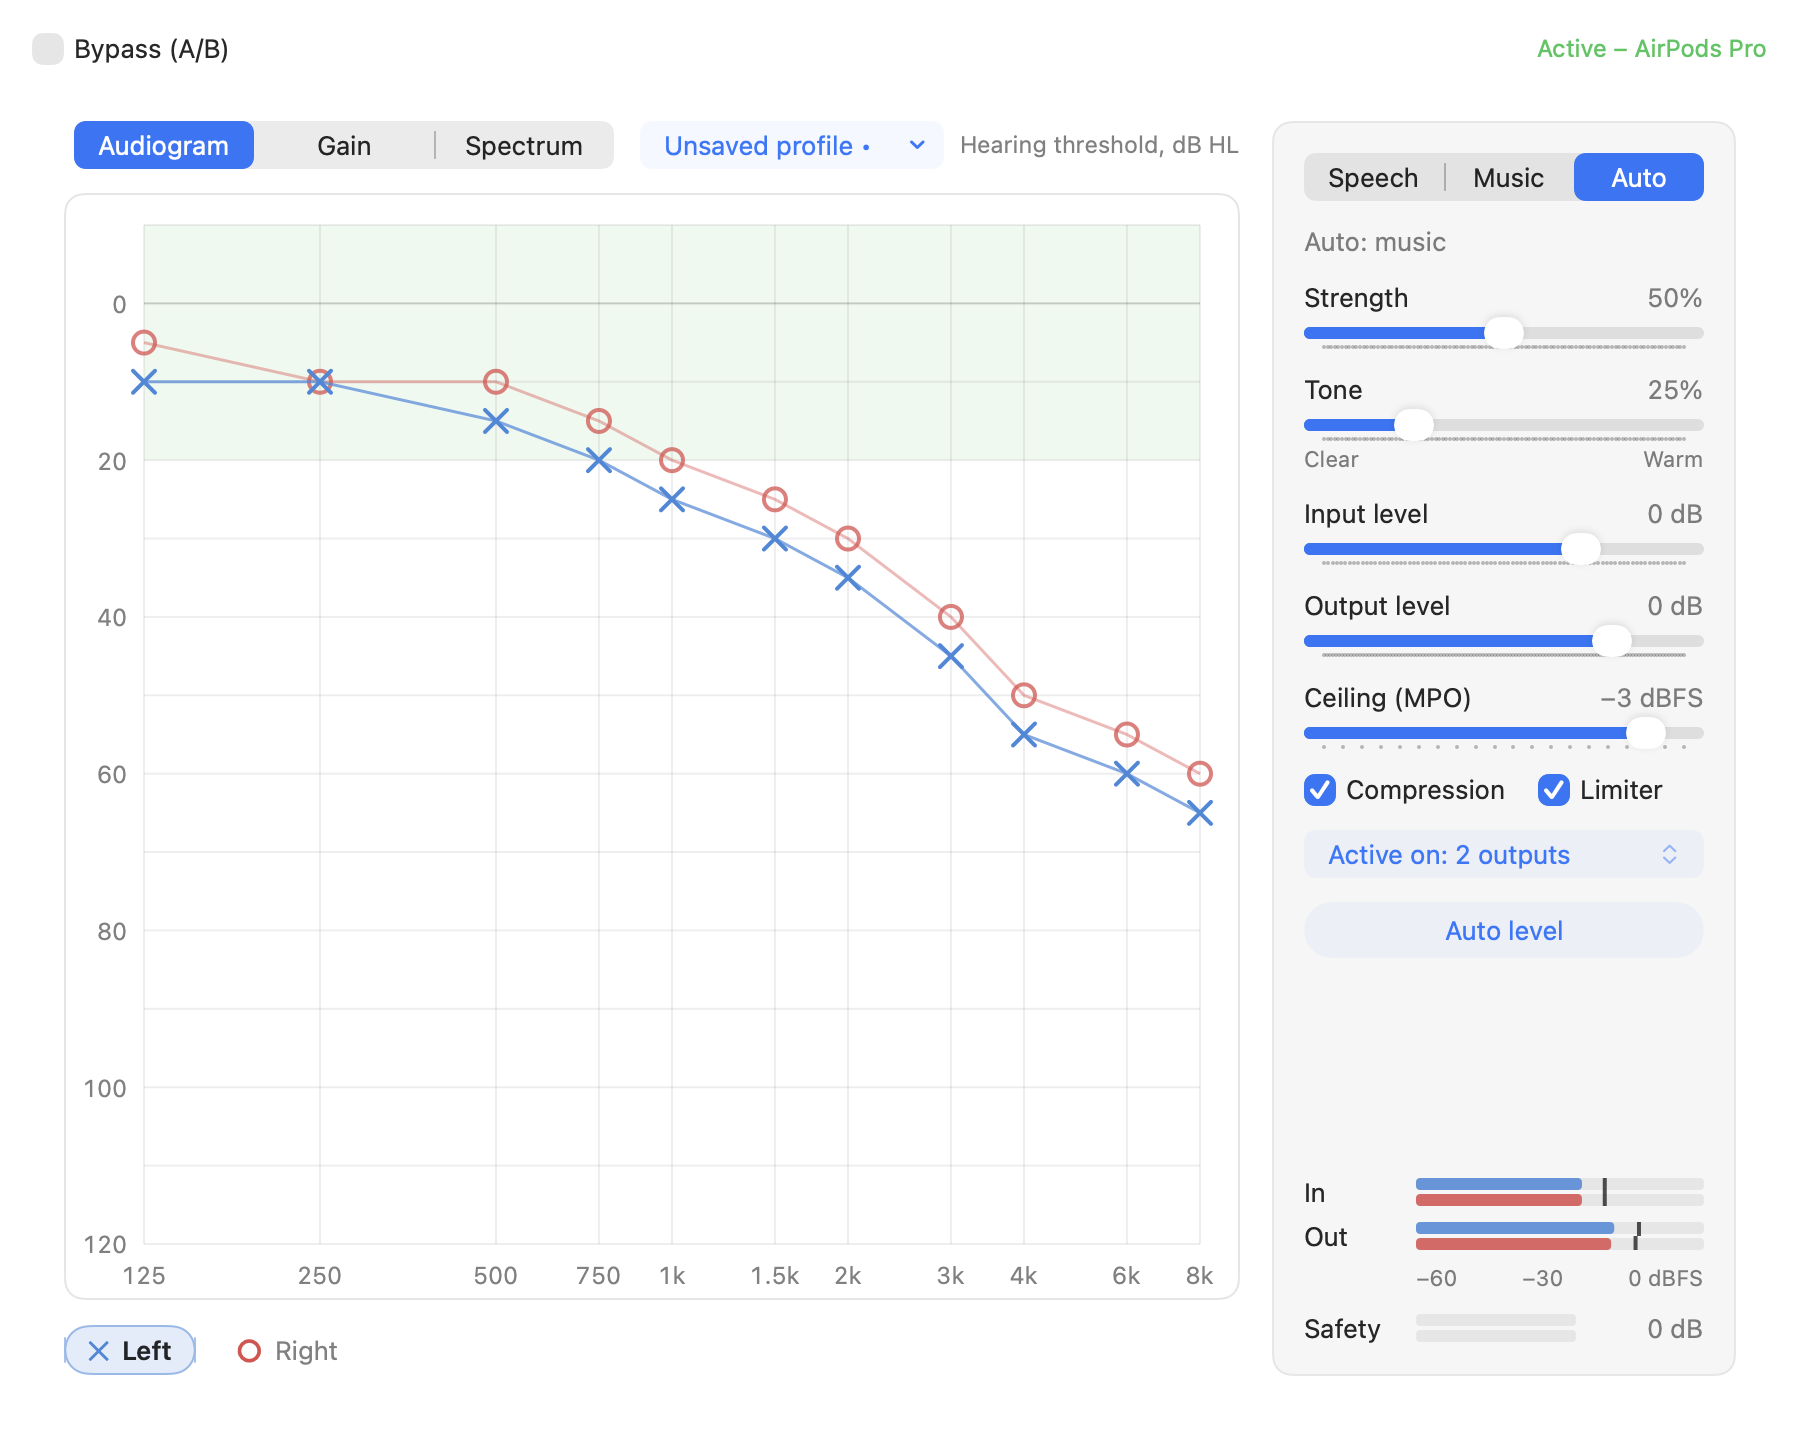 Bypass (A/B)
Active – AirPods Pro
Audiogram
Gain
Spectrum
Unsaved profile •
Hearing threshold, dB HL
0
20
40
60
80
100
120
125 250 500 750 1k 1.5k 2k 3k 4k 6k 8k
Left
Right
Speech
Music
Auto
Auto: music
Strength 50%
Tone 25%
Clear Warm
Input level 0 dB
Output level 0 dB
Ceiling (MPO) −3 dBFS
Compression
Limiter
Active on: 2 outputs
Auto level
In
Out
−60 −30 0 dBFS
Safety 0 dB